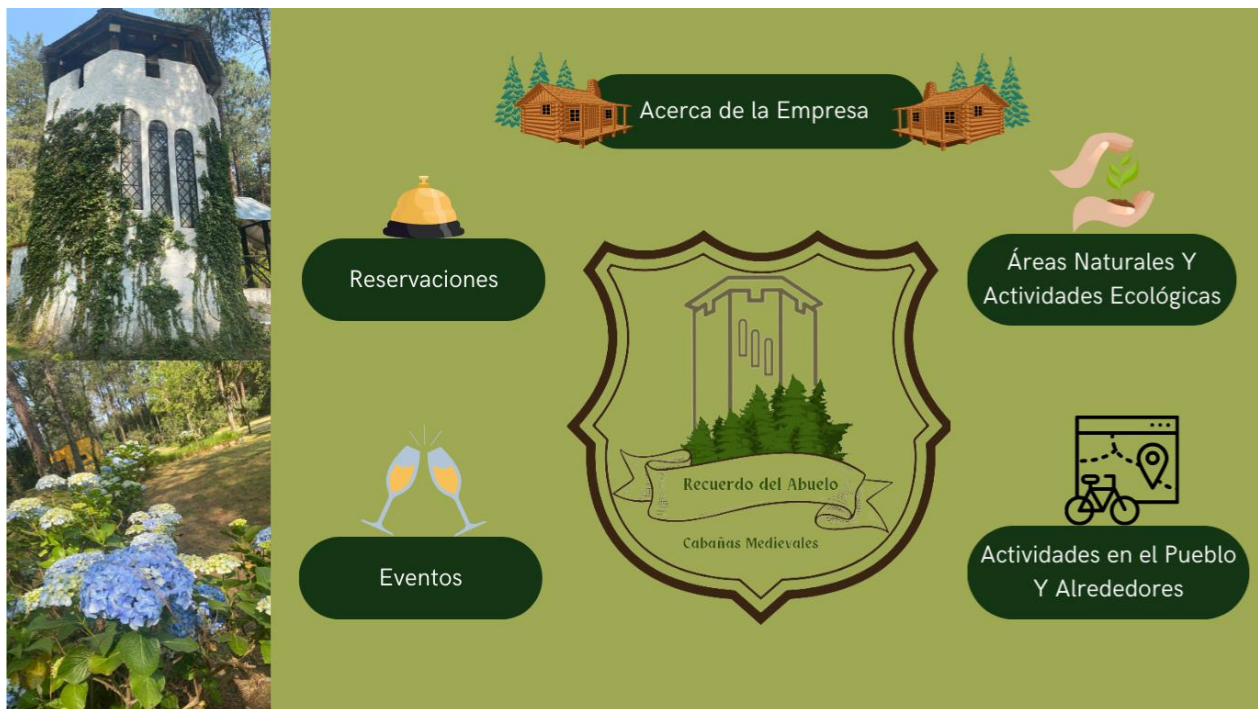 Acerca de la Empresa
Reservaciones
Áreas Naturales Y
Actividades Ecológicas
Recuerdo del Abuelo
Cabañas Medievales
Eventos
Actividades en el Pueblo
Y Alrededores